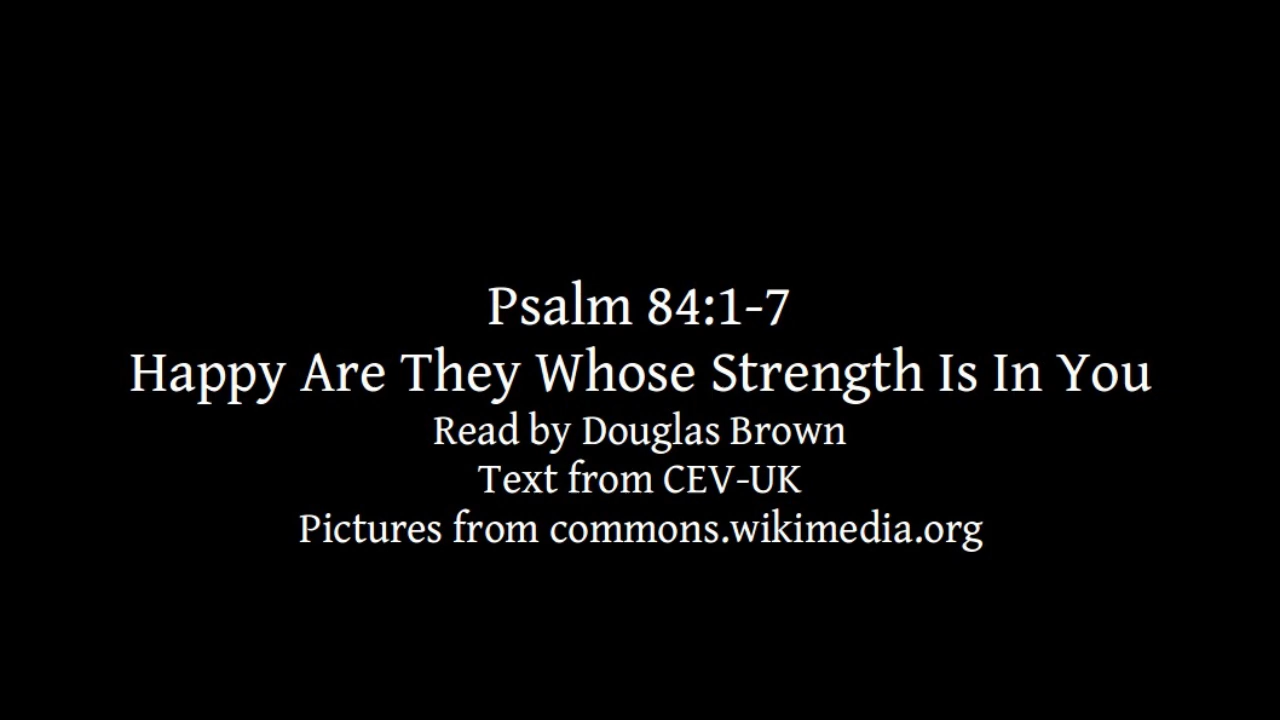 Psalm 84:1-7
Happy Are They Whose Strength Is In You
Read by Douglas Brown
Text from CEV-UK
Pictures from commons.wikimedia.org